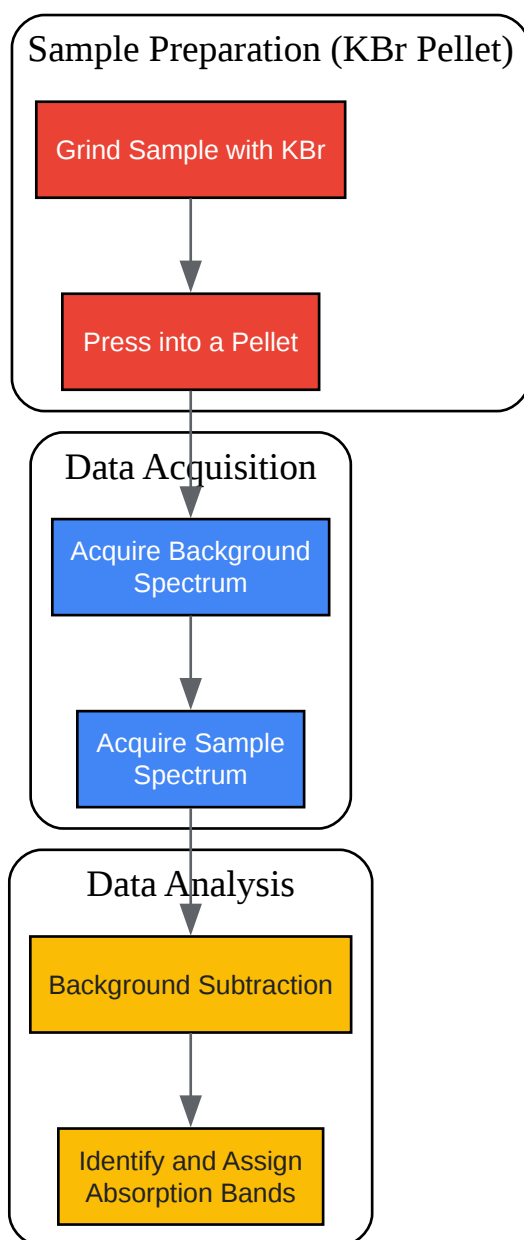 Sample Preparation (KBr Pellet)
Grind Sample with KBr
Press into a Pellet
Data Acquisition
Acquire Background
Spectrum
Acquire Sample
Spectrum
Data Analysis
Background Subtraction
Identify and Assign
Absorption Bands